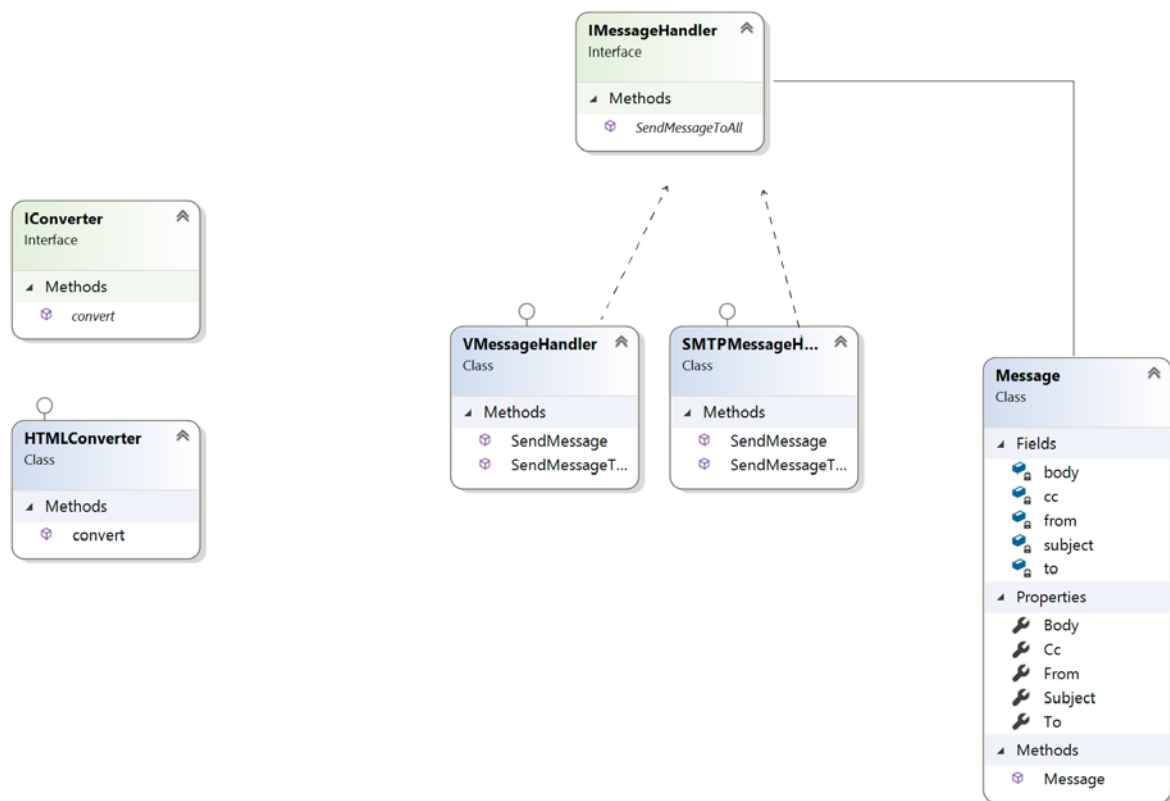 IMessageHandler
Interface
Methods
SendMessageToAll
IConverter
Interface
Methods
convert
HTMLConverter
Class
Methods
convert
VMessageHandler
Class
Methods
SendMessage
SendMessageT...
SMTPMessageH...
Class
Methods
SendMessage
SendMessageT...
Message
Class
Fields
body
cc
from
subject
to
Properties
Body
Cc
From
Subject
To
Methods
Message